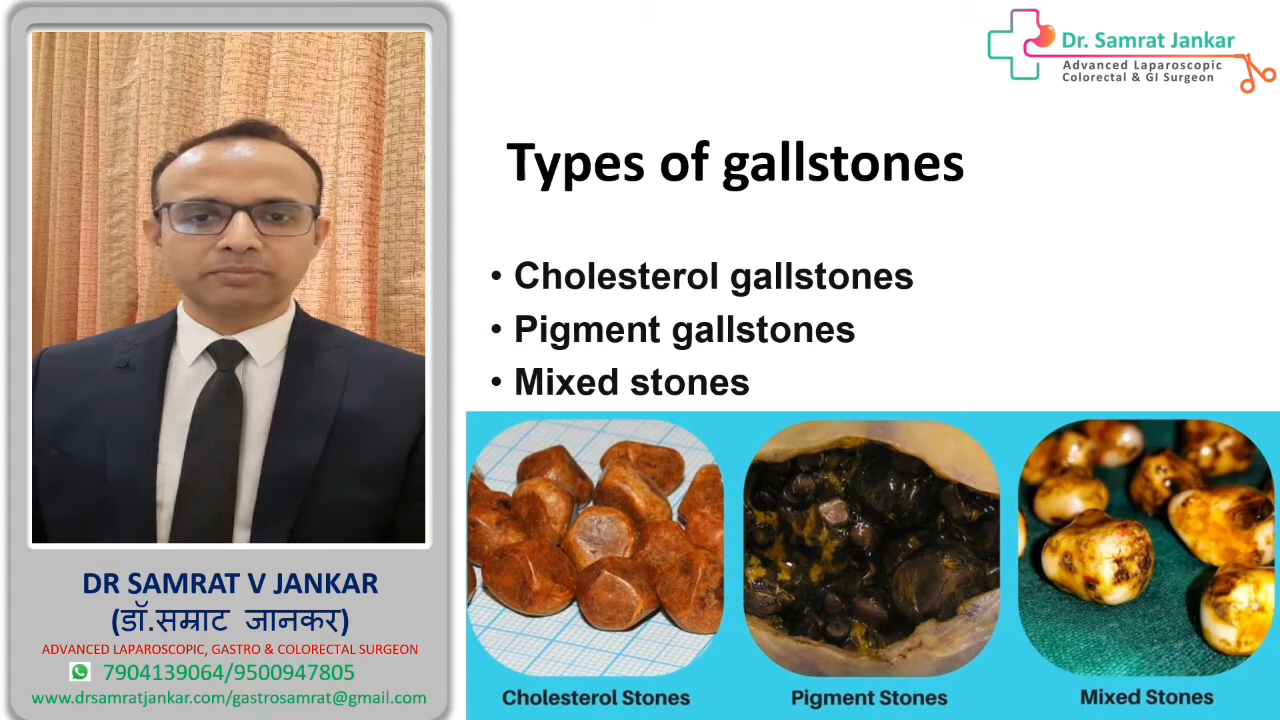 Dr. Samrat Jankar
Advanced Laparoscopic
Colorectal & GI Surgeon
Types of gallstones
• Cholesterol gallstones
• Pigment gallstones
• Mixed stones
Cholesterol Stones
Pigment Stones
Mixed Stones
DR SAMRAT V JANKAR
(डॉ.सम्राट जानकर)
ADVANCED LAPAROSCOPIC, GASTRO & COLORECTAL SURGEON
7904139064/9500947805
www.drsamratjankar.com/gastrosamrat@gmail.com